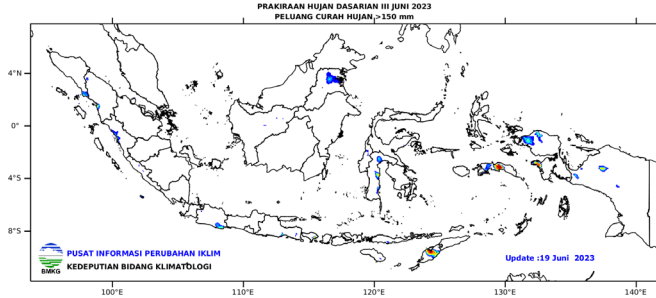 PRAKIRAAN HUJAN DASARIAN III JUNI 2023
PELUANG CURAH HUJAN >150 mm
4°N
0°
4°S
8°S
PUSAT INFORMASI PERUBAHAN IKLIM
KEDEPUTIAN BIDANG KLIMATOLOGI
BMKG
Update :19 Juni 2023
100°E
110°E
120°E
130°E
140°E